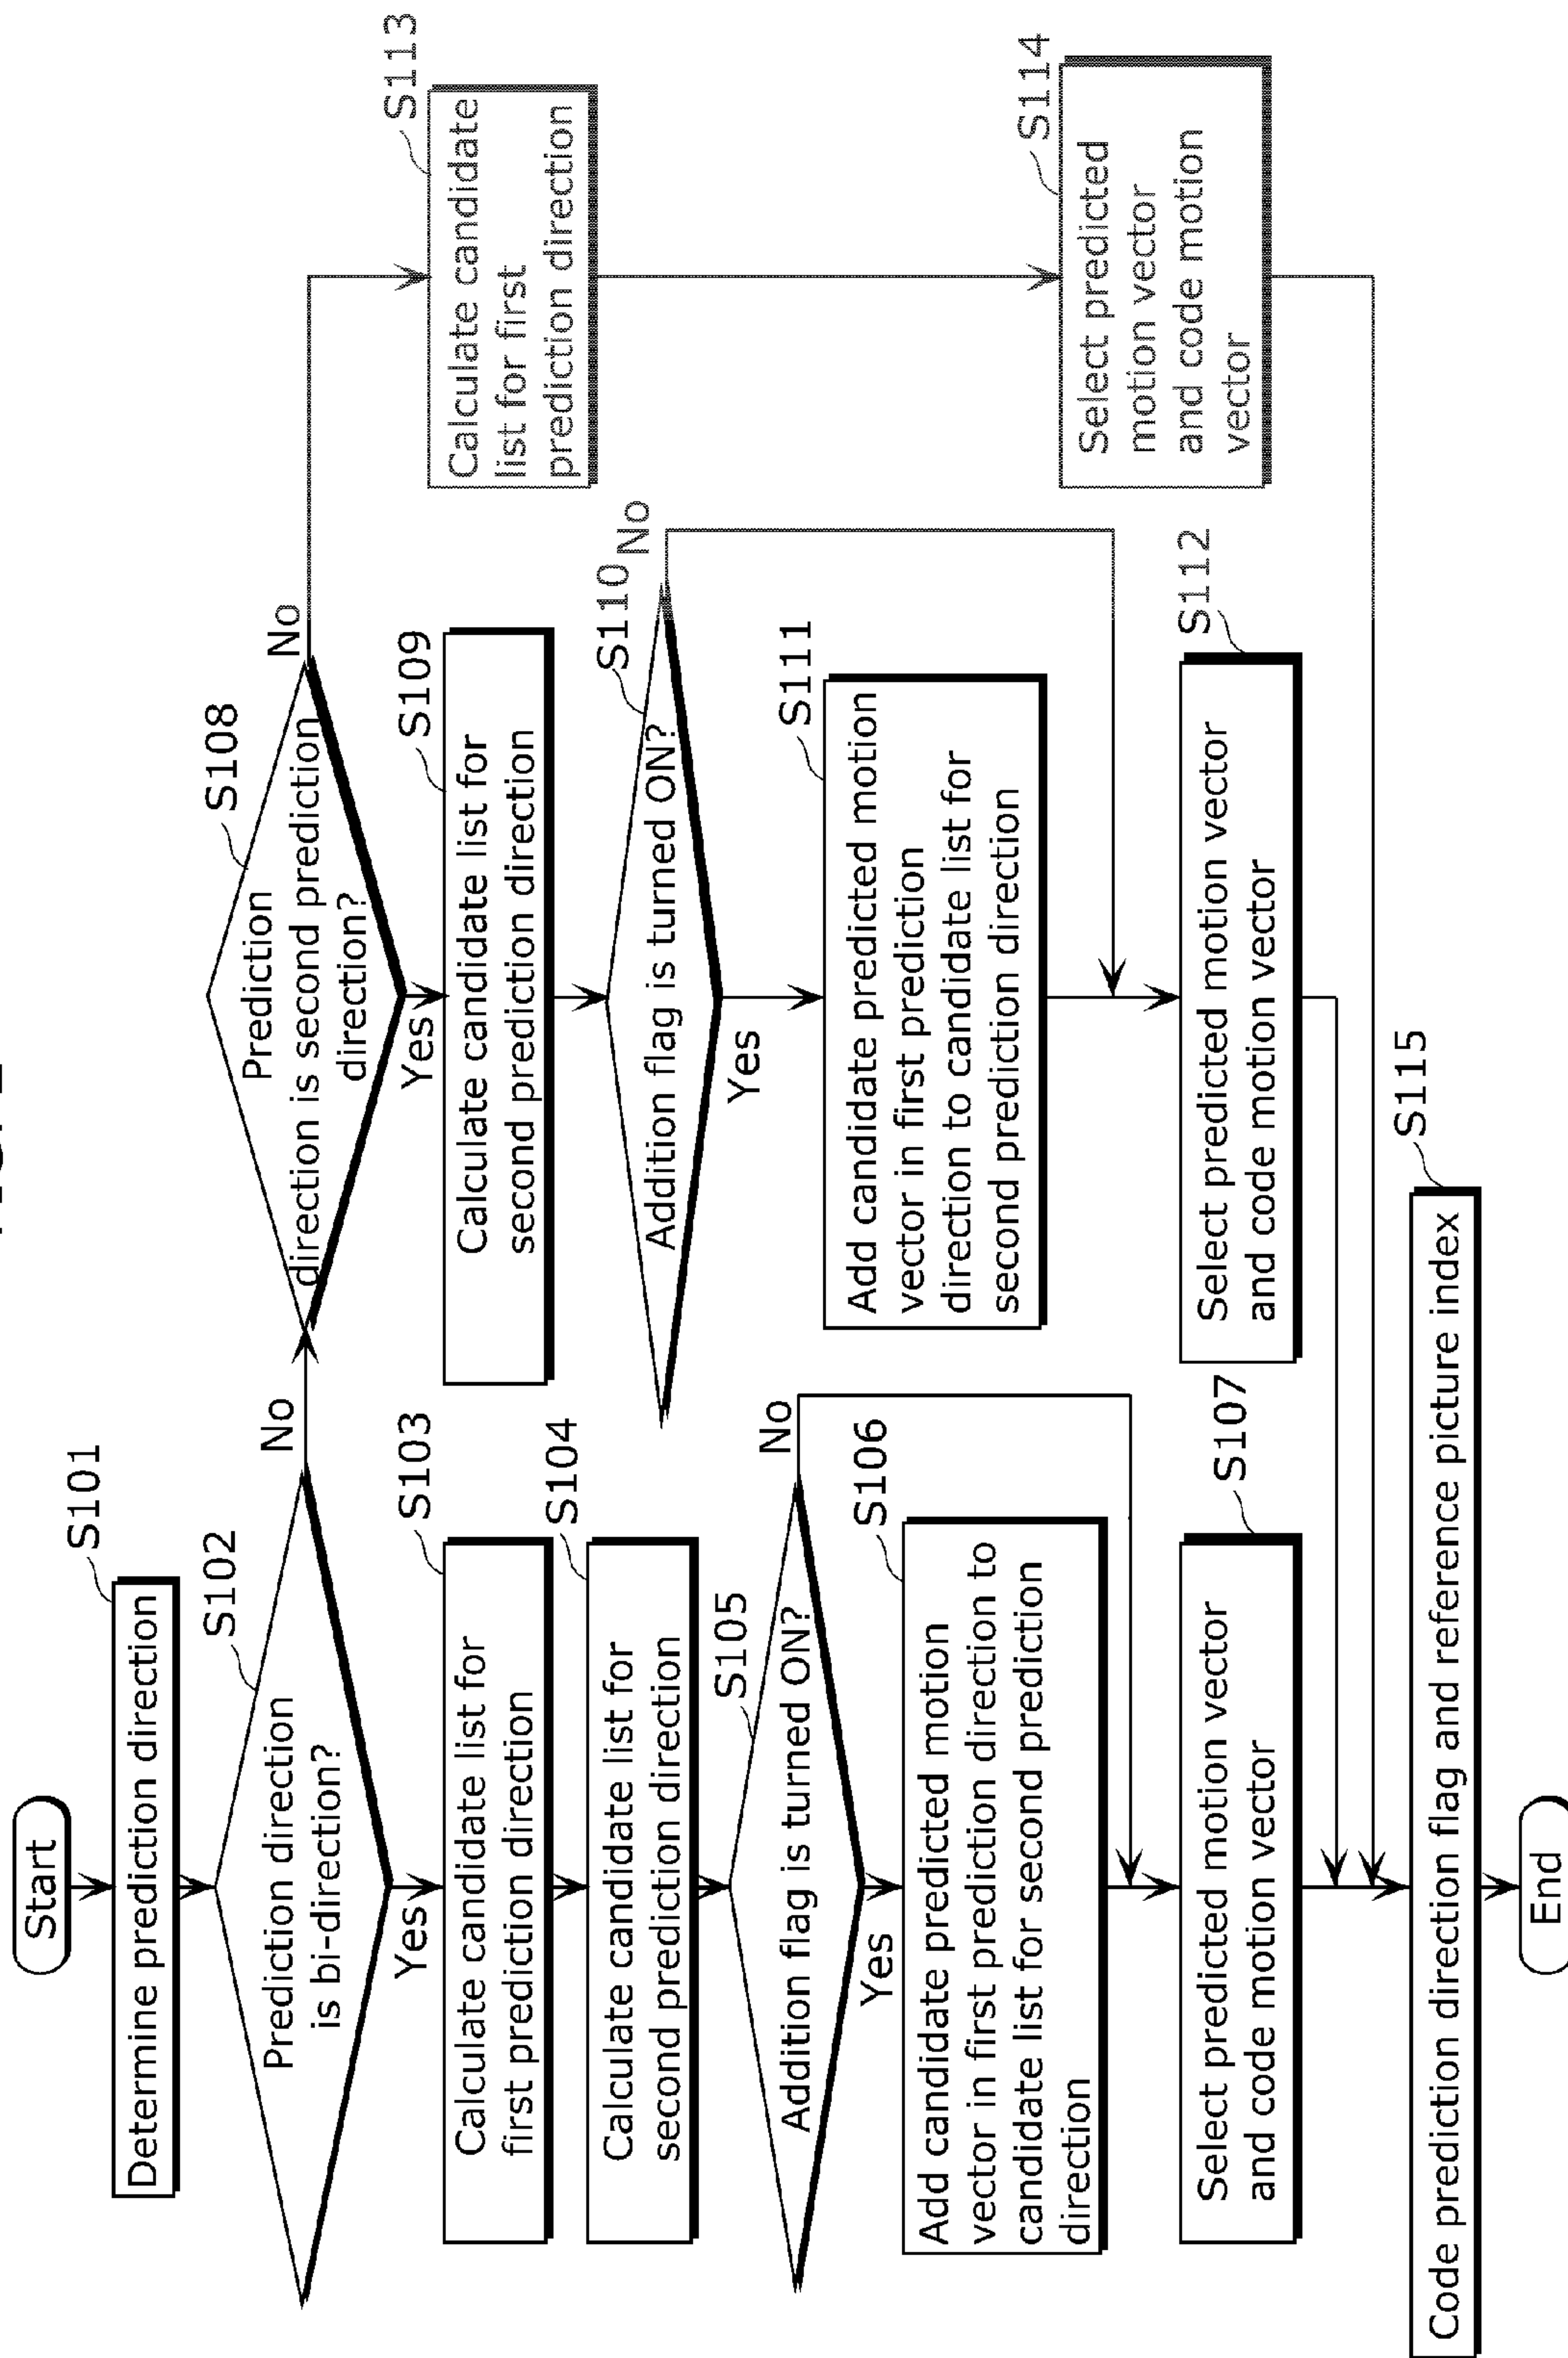 Start
S101
Determine prediction direction
S102
Prediction direction
is bi-direction?
No
Yes
S103
Calculate candidate list for
first prediction direction
S104
Calculate candidate list for
second prediction direction
S105
Addition flag is turned ON?
No
Yes
S106
Add candidate predicted motion
vector in first prediction direction to
candidate list for second prediction
direction
S107
Select predicted motion vector
and code motion vector
S108
Prediction
direction is second prediction
direction?
No
Yes
S109
Calculate candidate list for
second prediction direction
S110
Addition flag is turned ON?
No
Yes
S111
Add candidate predicted motion
vector in first prediction
direction to candidate list for
second prediction direction
S112
Select predicted motion vector
and code motion vector
S113
Calculate candidate
list for first
prediction direction
S114
Select predicted
motion vector
and code motion
vector
S115
Code prediction direction flag and reference picture index
End